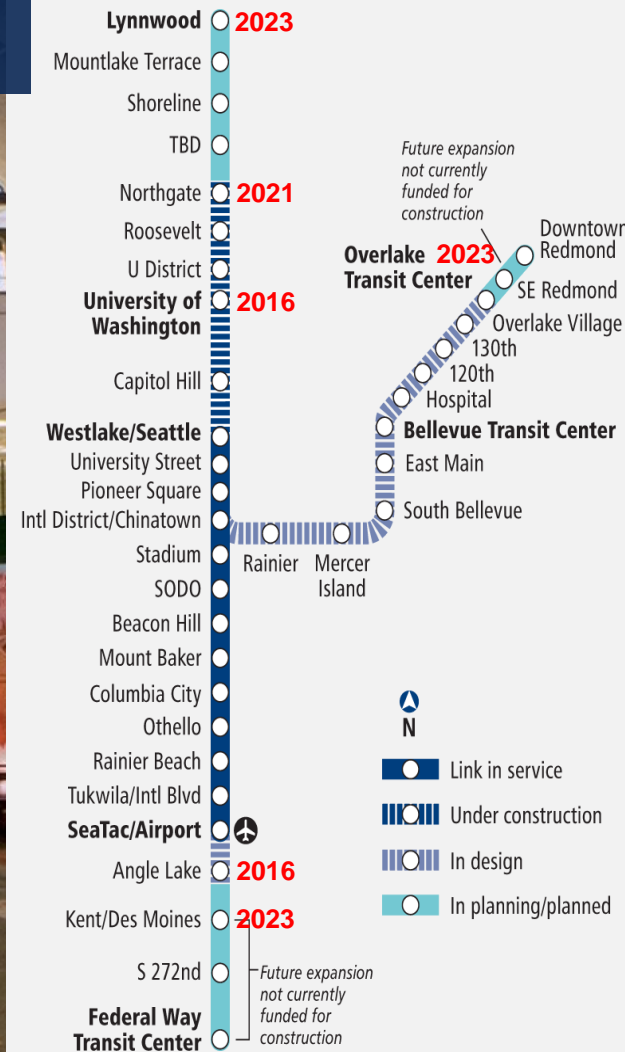 Lynnwood 2023
Mountlake Terrace
Shoreline
TBD
Northgate 2021
Roosevelt
U District
University of
Washington
2016
Capitol Hill
Westlake/Seattle
University Street
Pioneer Square
Intl District/Chinatown
Stadium
SODO
Beacon Hill
Mount Baker
Columbia City
Othello
Rainier Beach
Tukwila/Intl Blvd
SeaTac/Airport
Angle Lake 2016
Kent/Des Moines 2023
S 272nd
Federal Way
Transit Center
Future expansion
not currently
funded for
construction
Future expansion
not currently
funded for
construction
Downtown
Redmond
Overlake 2023
Transit Center
SE Redmond
Overlake Village
130th
120th
Hospital
Bellevue Transit Center
East Main
South Bellevue
Rainier
Mercer
Island
N
Link in service
Under construction
In design
In planning/planned